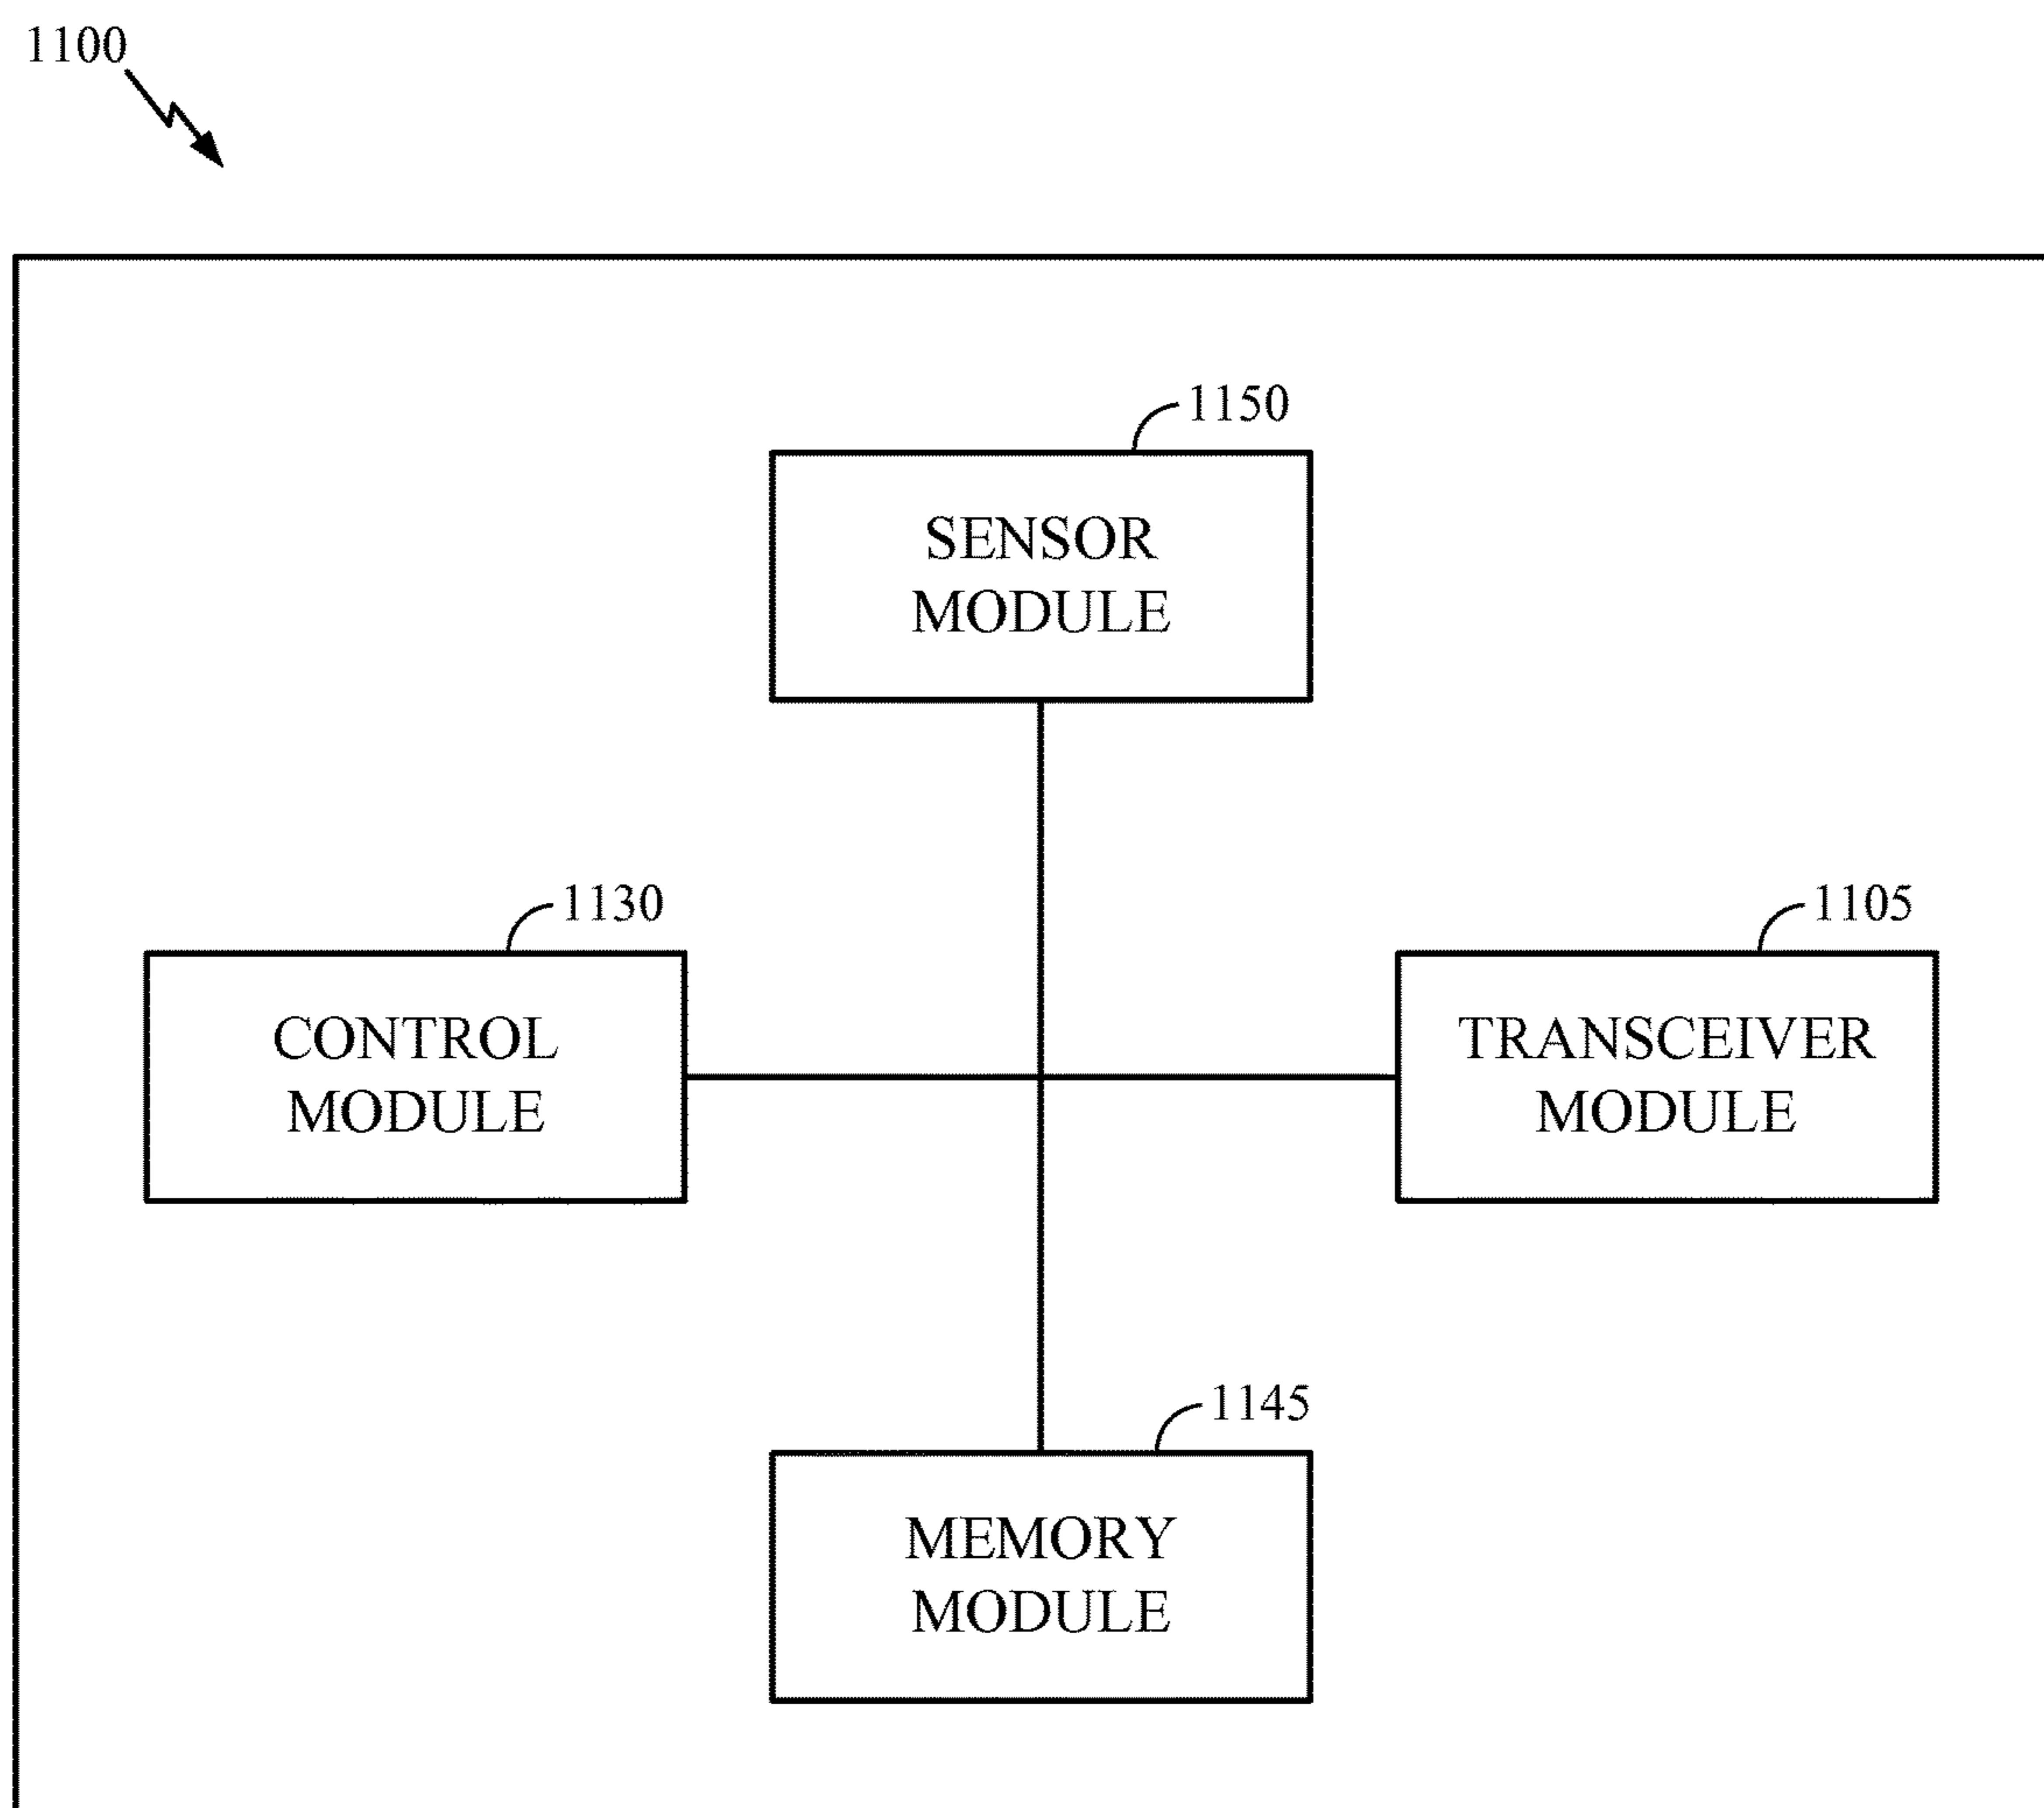 1100
1150
SENSOR
MODULE
1130
1105
CONTROL
MODULE
TRANSCEIVER
MODULE
1145
MEMORY
MODULE